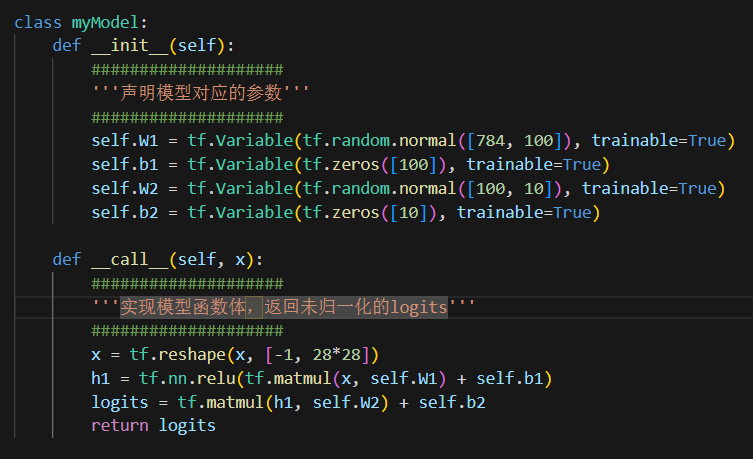 class myModel:
    def __init__(self):
        ####################
        '''声明模型对应的参数'''
        ####################
        self.W1 = tf.Variable(tf.random.normal([784, 100]), trainable=True)
        self.b1 = tf.Variable(tf.zeros([100]), trainable=True)
        self.W2 = tf.Variable(tf.random.normal([100, 10]), trainable=True)
        self.b2 = tf.Variable(tf.zeros([10]), trainable=True)

    def __call__(self, x):
        ####################
        '''实现模型函数体，返回未归一化的logits'''
        ####################
        x = tf.reshape(x, [-1, 28*28])
        h1 = tf.nn.relu(tf.matmul(x, self.W1) + self.b1)
        logits = tf.matmul(h1, self.W2) + self.b2
        return logits